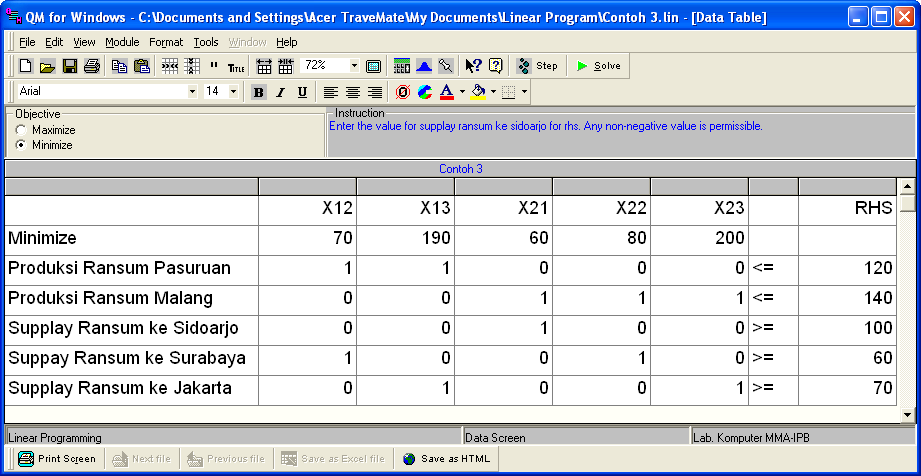 QM for Windows - C:\Documents and Settings\Acer TraveMate\My Documents\Linear Program\Contoh 3.lin - [Data Table]
File Edit View Module Format Tools Window Help
" TITLE 72% Step Solve
Arial 14 B I U A
Objective Instruction
Maximize Enter the value for supplay ransum ke sidoarjo for rhs. Any non-negative value is permissible.
Minimize
Contoh 3
X12 X13 X21 X22 X23 RHS
Minimize 70 190 60 80 200
Produksi Ransum Pasuruan 1 1 0 0 0 <= 120
Produksi Ransum Malang 0 0 1 1 1 <= 140
Supplay Ransum ke Sidoarjo 0 0 1 0 0 >= 100
Suppay Ransum ke Surabaya 1 0 0 1 0 >= 60
Supplay Ransum ke Jakarta 0 1 0 0 1 >= 70
Linear Programming Data Screen Lab. Komputer MMA-IPB
Print Screen Next file Previous file Save as Excel file Save as HTML